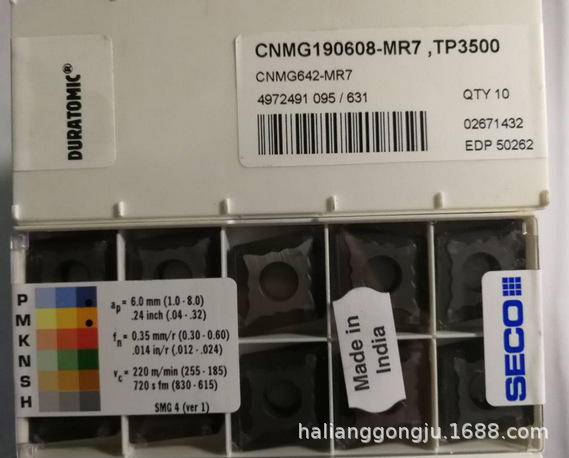 DURATOMIC®
CNMG190608-MR7 ,TP3500
CNMG642-MR7
4972491 095 / 631
QTY 10
02671432
EDP 50262
P
M
K
N
S
H
ap= 6.0 mm (1.0 - 8.0)
.24 inch (.04 - .32)
fn= 0.35 mm/r (0.30 - 0.60)
.014 in/r (.012 - .024)
vc= 220 m/min (255 - 185)
720 s fm (830 - 615)
SMG 4 (ver 1)
Made in
India
SECO
halianggongju.1688.com